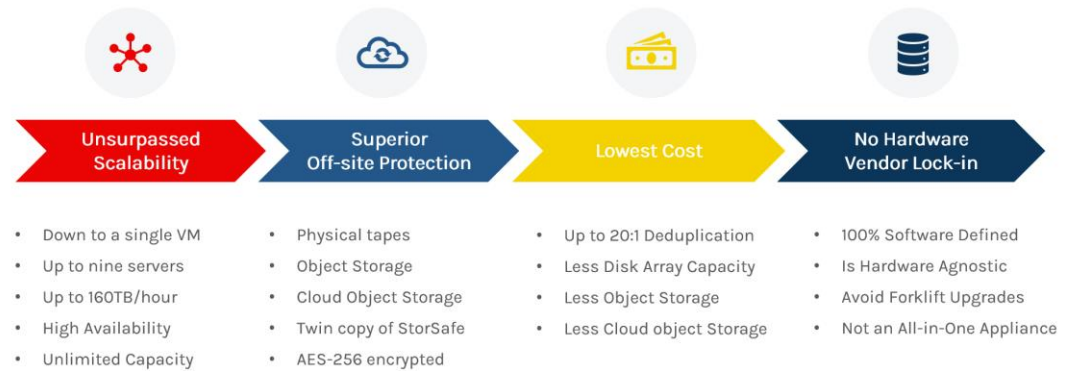 Unsurpassed
Scalability
Superior
Off-site Protection
Lowest Cost
No Hardware
Vendor Lock-in
• Down to a single VM
• Up to nine servers
• Up to 160TB/hour
• High Availability
• Unlimited Capacity
• Physical tapes
• Object Storage
• Cloud Object Storage
• Twin copy of StorSafe
• AES-256 encrypted
• Up to 20:1 Deduplication
• Less Disk Array Capacity
• Less Object Storage
• Less Cloud object Storage
• 100% Software Defined
• Is Hardware Agnostic
• Avoid Forklift Upgrades
• Not an All-in-One Appliance